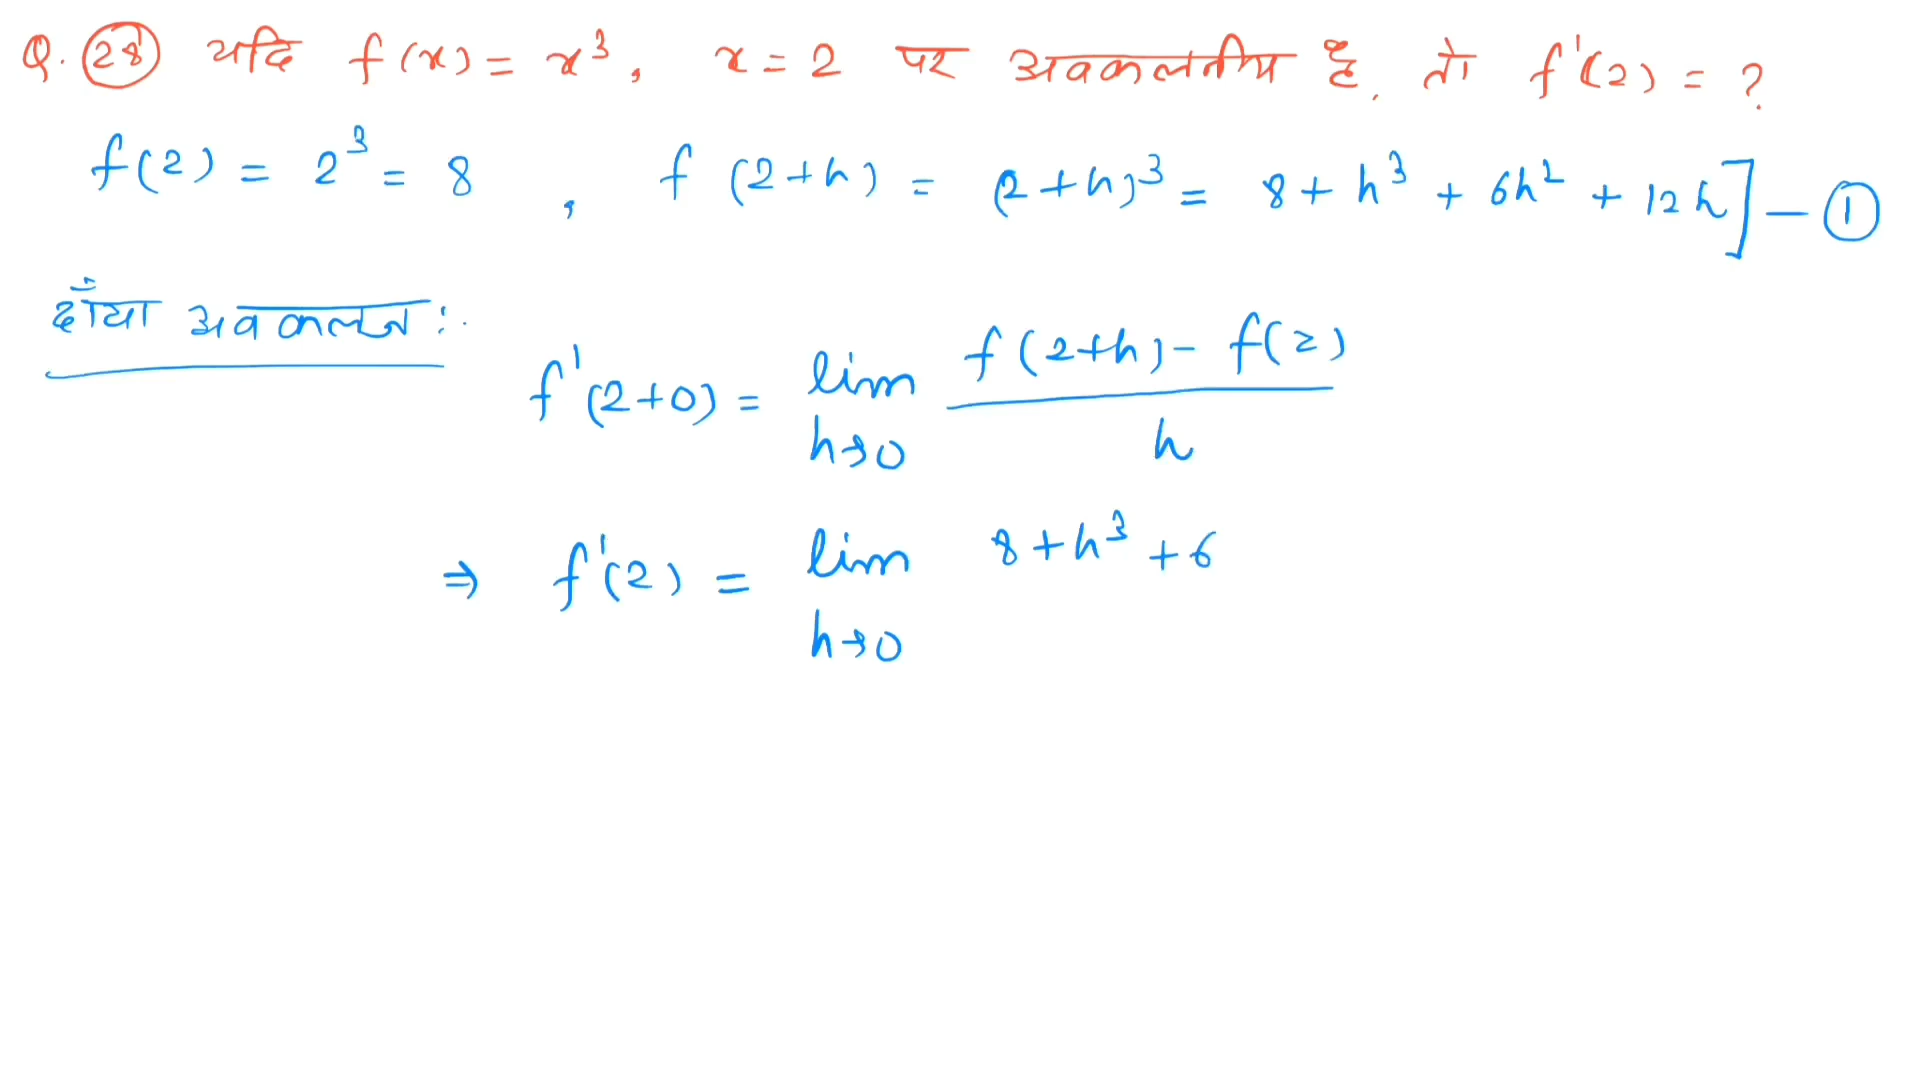 Q. (28) यदि f(x) = x³, x = 2 पर अवकलनीय है, तो f'(2) = ?
f(2) = 2³ = 8 , f(2+h) = (2+h)³ = 8 + h³ + 6h² + 12h] — ①
दाँया अवकलन :-
f'(2+0) = lim h→0 f(2+h) - f(2) / h
⇒ f'(2) = lim h→0 8 + h³ + 6